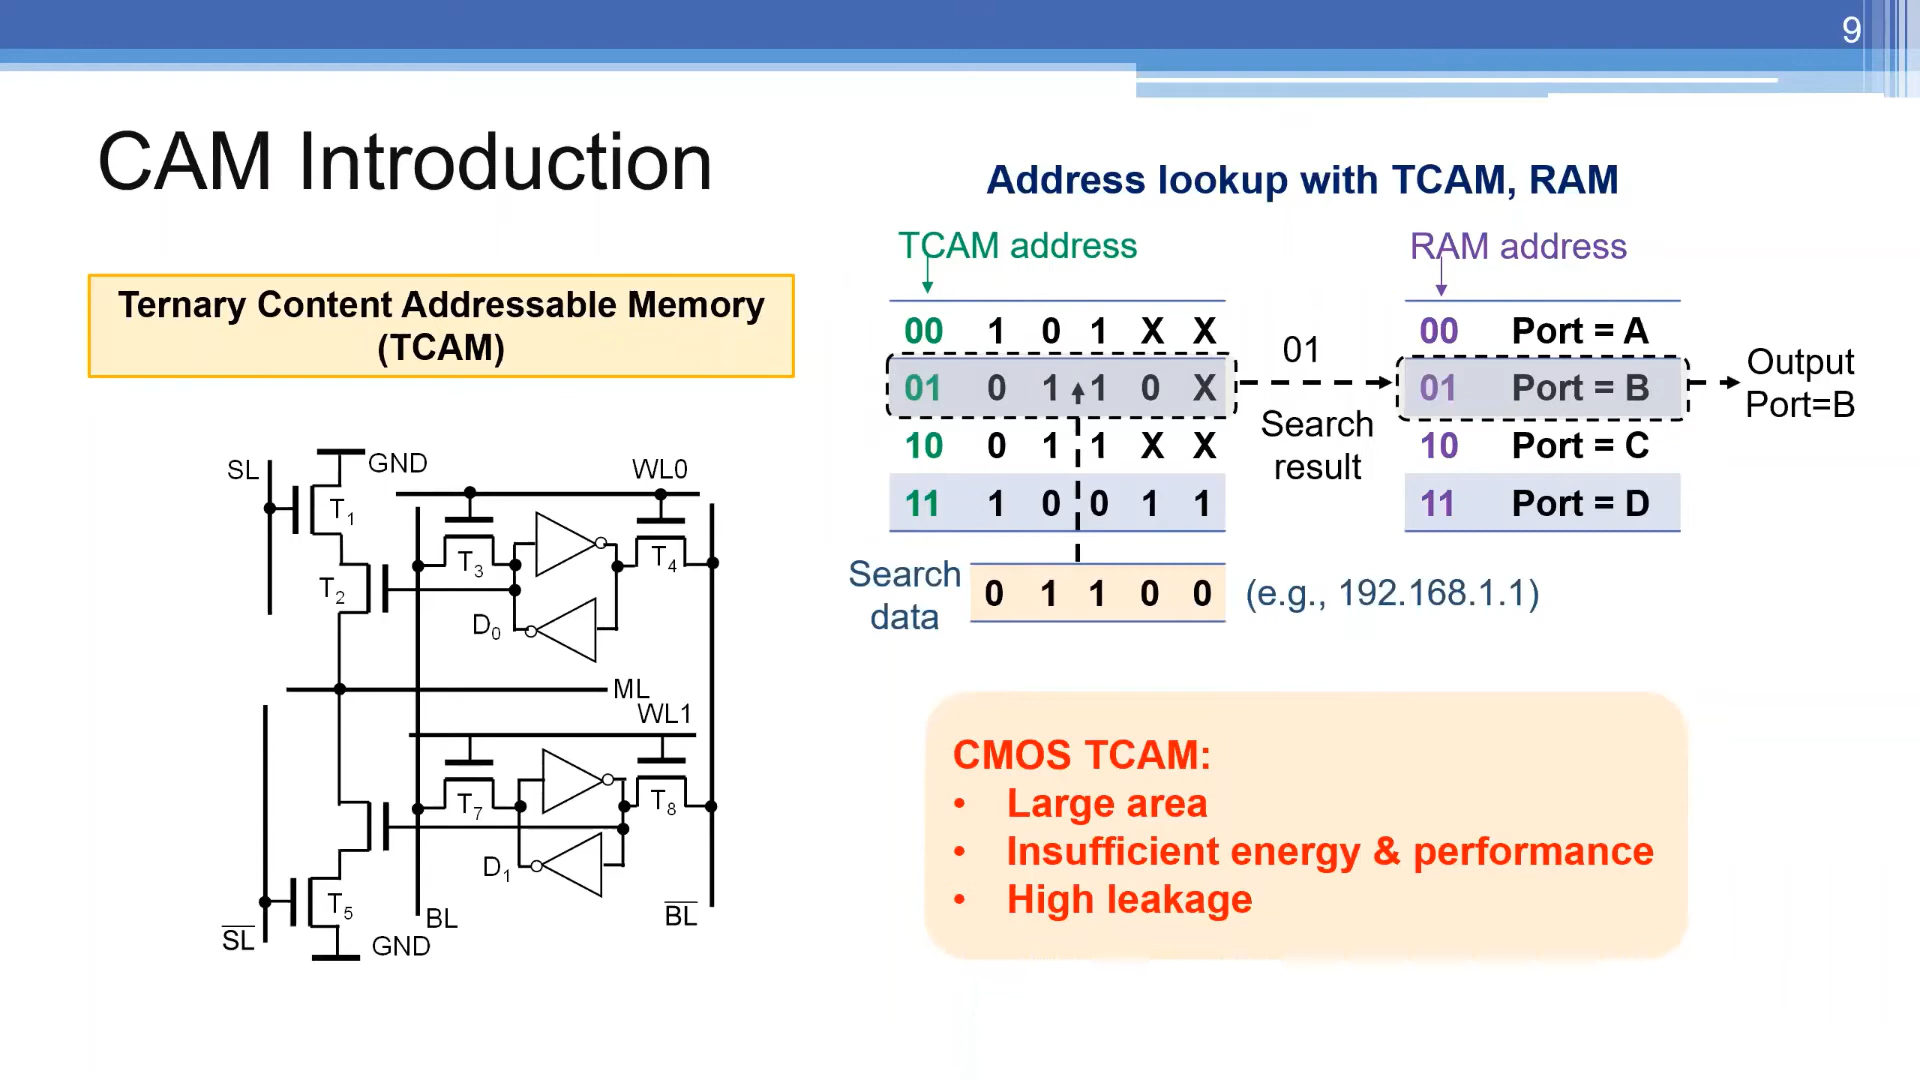 9
CAM Introduction
Ternary Content Addressable Memory
(TCAM)
SL
GND
WL0
T1
T2
T3
T4
D0
ML
WL1
T7
T8
D1
T5
SL
GND
BL
BL
Address lookup with TCAM, RAM
TCAM address
RAM address
00 1 0 1 X X
01 0 1 1 0 X
10 0 1 1 X X
11 1 0 0 1 1
01
Search
result
00 Port = A
01 Port = B
10 Port = C
11 Port = D
Output
Port=B
Search
data
0 1 1 0 0
(e.g., 192.168.1.1)
CMOS TCAM:
• Large area
• Insufficient energy & performance
• High leakage